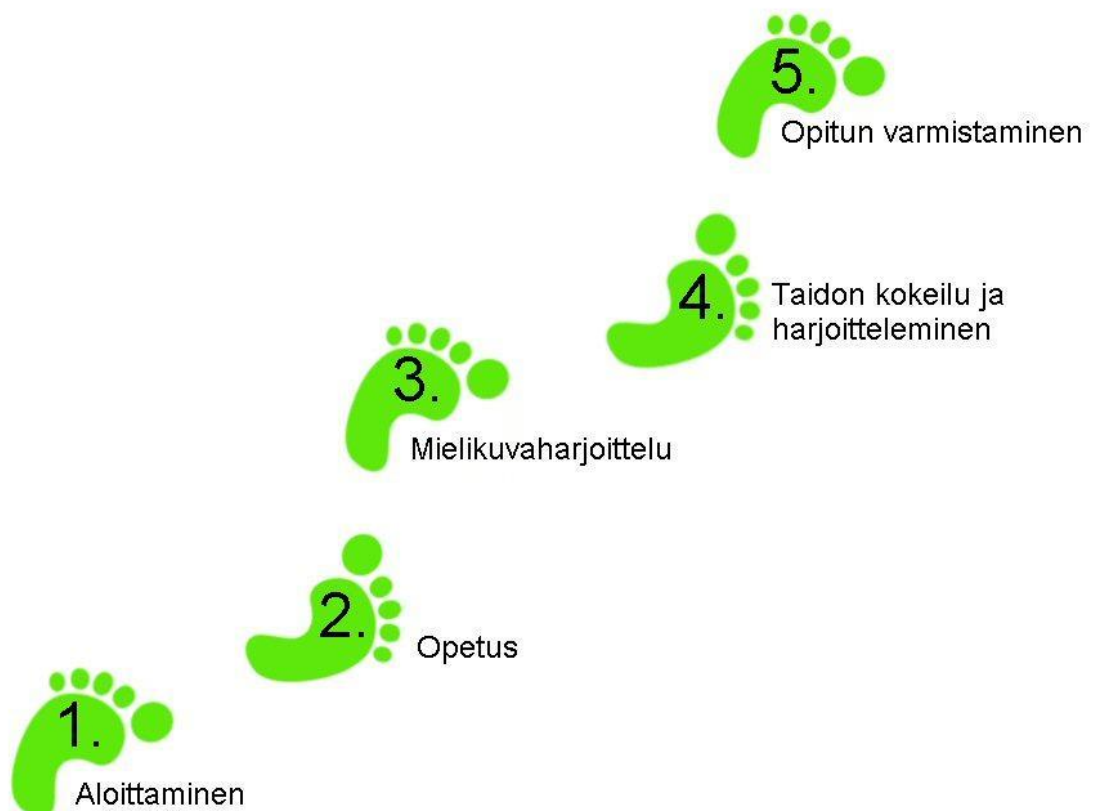 5.
Opitun varmistaminen
4.
Taidon kokeilu ja
harjoitteleminen
3.
Mielikuvaharjoittelu
2.
Opetus
1.
Aloittaminen